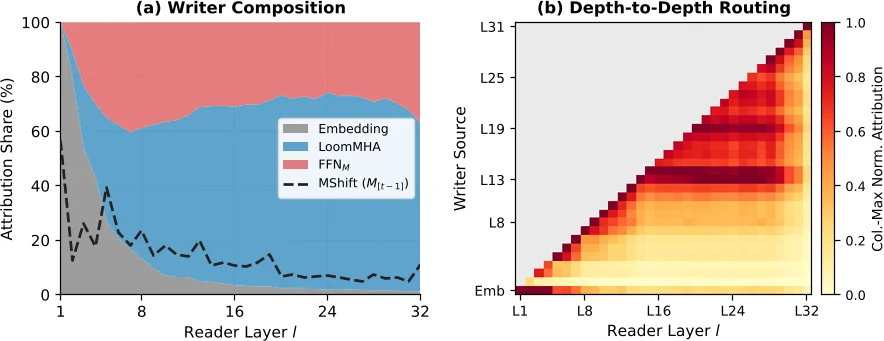 (a) Writer Composition
Attribution Share (%)
100
80
60
40
20
0
Embedding
LoomMHA
FFN_M
MShift (M_[t−1])
1
8
16
24
32
Reader Layer l
(b) Depth-to-Depth Routing
Writer Source
L31
L25
L19
L13
L8
Emb
L1
L8
L16
L24
L32
Reader Layer l
1.0
0.8
0.6
0.4
0.2
0.0
Col.-Max Norm. Attribution